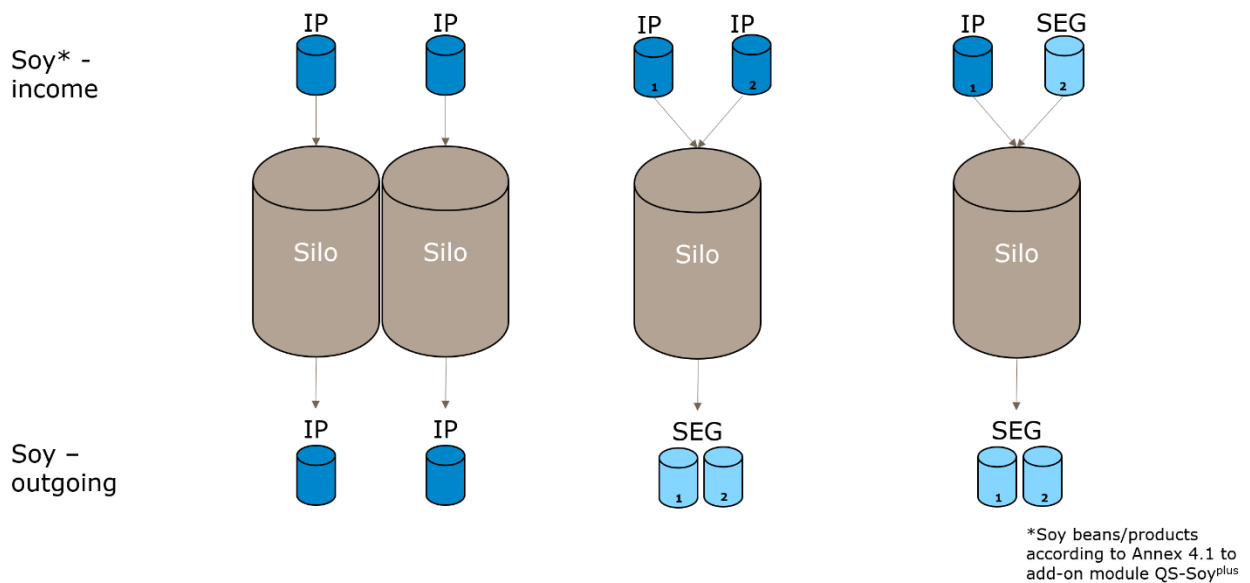 IP IP IP IP IP SEG
Soy* -
income
1 2 1 2
Silo Silo Silo Silo
IP IP SEG SEG
Soy –
outgoing
1 2 1 2
*Soy beans/products
according to Annex 4.1 to
add-on module QS-Soyplus